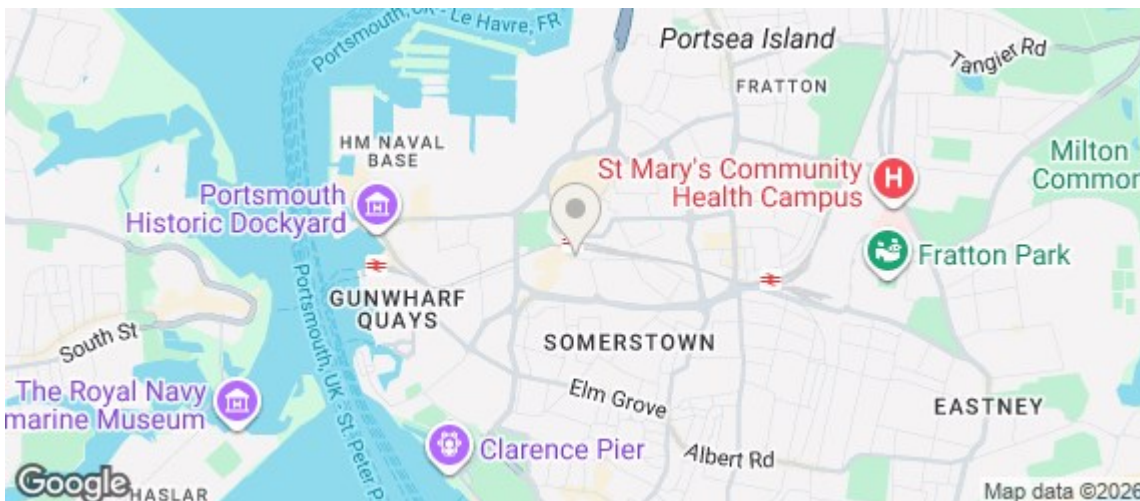 Portsmouth, UK - Le Havre, FR
Portsea Island
Tangier Rd
FRATTON
HM NAVAL
BASE
St Mary's Community
Health Campus
H
Milton
Common
Portsmouth
Historic Dockyard
Fratton Park
GUNWHARF
QUAYS
South St
SOMERSTOWN
Portsmouth, UK - St. Peter P
The Royal Navy
marine Museum
Elm Grove
EASTNEY
Clarence Pier
Albert Rd
Google
HASLAR
Map data ©2026